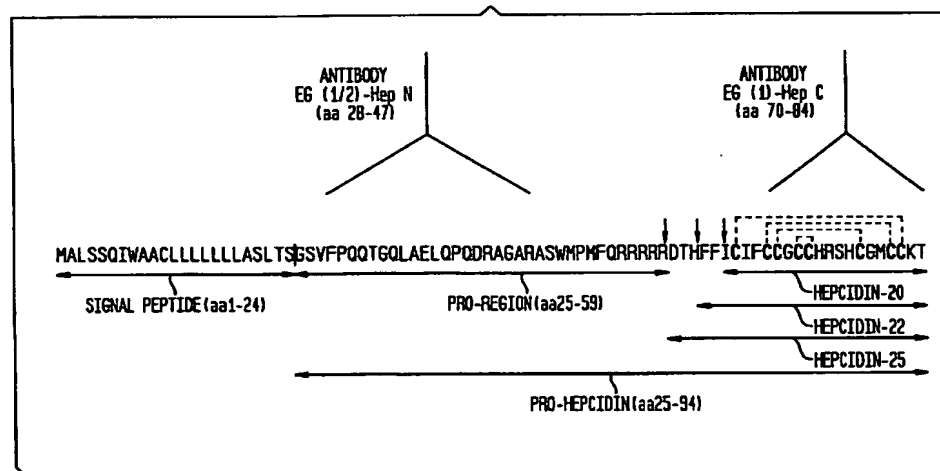 ANTIBODY
EG (1/2)-Hep N
(aa 28-47)
ANTIBODY
EG (1)-Hep C
(aa 70-84)
MALSSQIWAACLLLLLLLASLTSGSVFPQQTGQLAELQPQDRAGARASWMPMFQRRRRRDTHFFICIFCCGCCHRSHCGMCCKT
SIGNAL PEPTIDE(aa1-24)
PRO-REGION(aa25-59)
HEPCIDIN-20
HEPCIDIN-22
HEPCIDIN-25
PRO-HEPCIDIN(aa25-94)